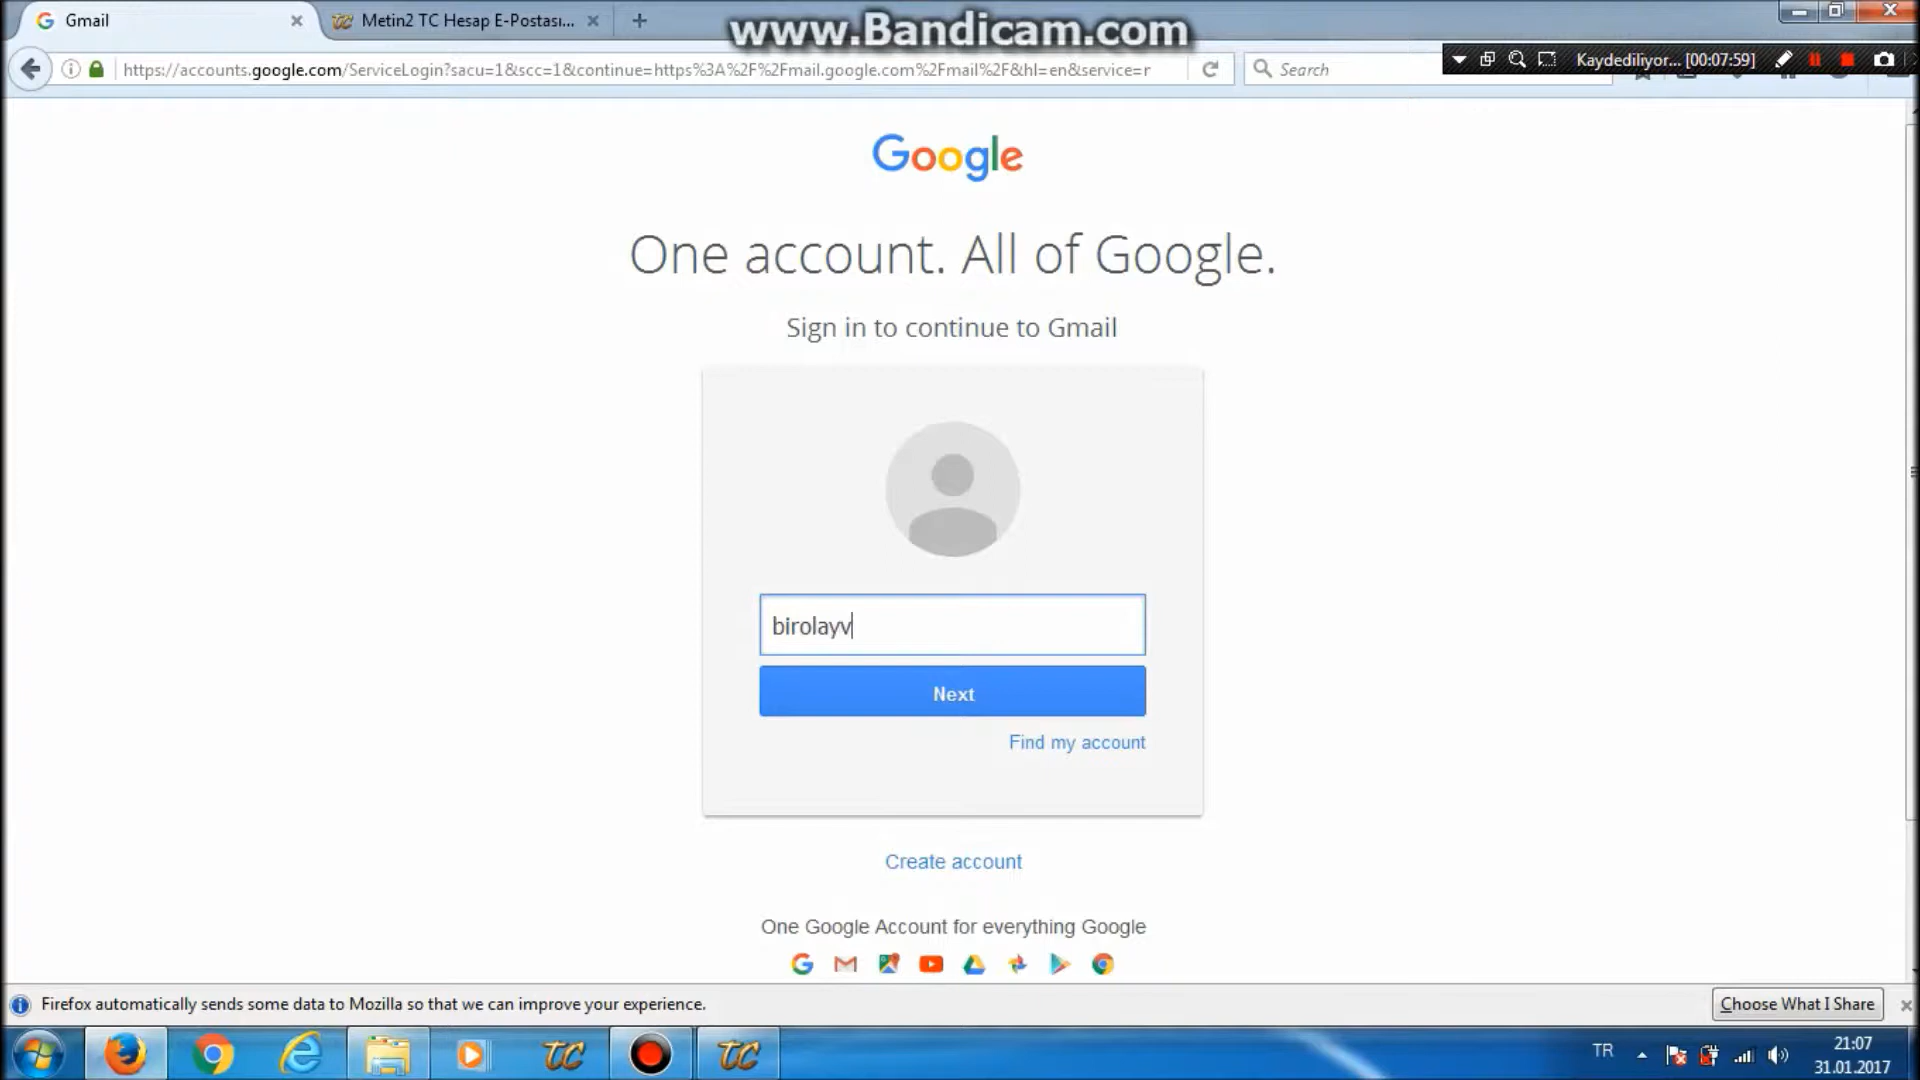 Gmail
Metin2 TC Hesap E-Postası...
www.Bandicam.com
https://accounts.google.com/ServiceLogin?sacu=1&scc=1&continue=https%3A%2F%2Fmail.google.com%2Fmail%2F&hl=en&service=r
Search
Kaydediliyor... [00:07:59]
Google
One account. All of Google.
Sign in to continue to Gmail
birolayv
Next
Find my account
Create account
One Google Account for everything Google
Firefox automatically sends some data to Mozilla so that we can improve your experience.
Choose What I Share
TC
TC
TR
21:07
31.01.2017